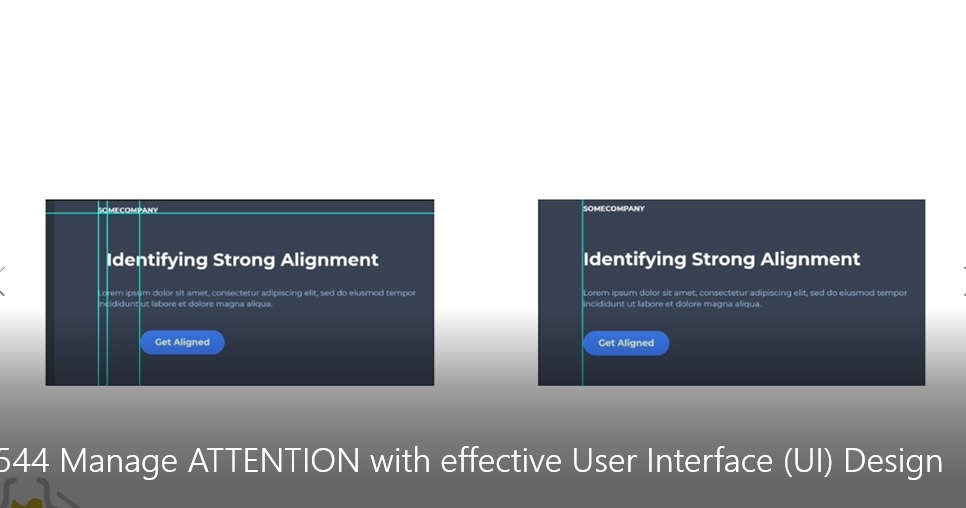 SOMECOMPANY
Identifying Strong Alignment
Lorem ipsum dolor sit amet, consectetur adipiscing elit, sed do eiusmod tempor
incididunt ut labore et dolore magna aliqua.
Get Aligned
SOMECOMPANY
Identifying Strong Alignment
Lorem ipsum dolor sit amet, consectetur adipiscing elit, sed do eiusmod tempor
incididunt ut labore et dolore magna aliqua.
Get Aligned
544 Manage ATTENTION with effective User Interface (UI) Design